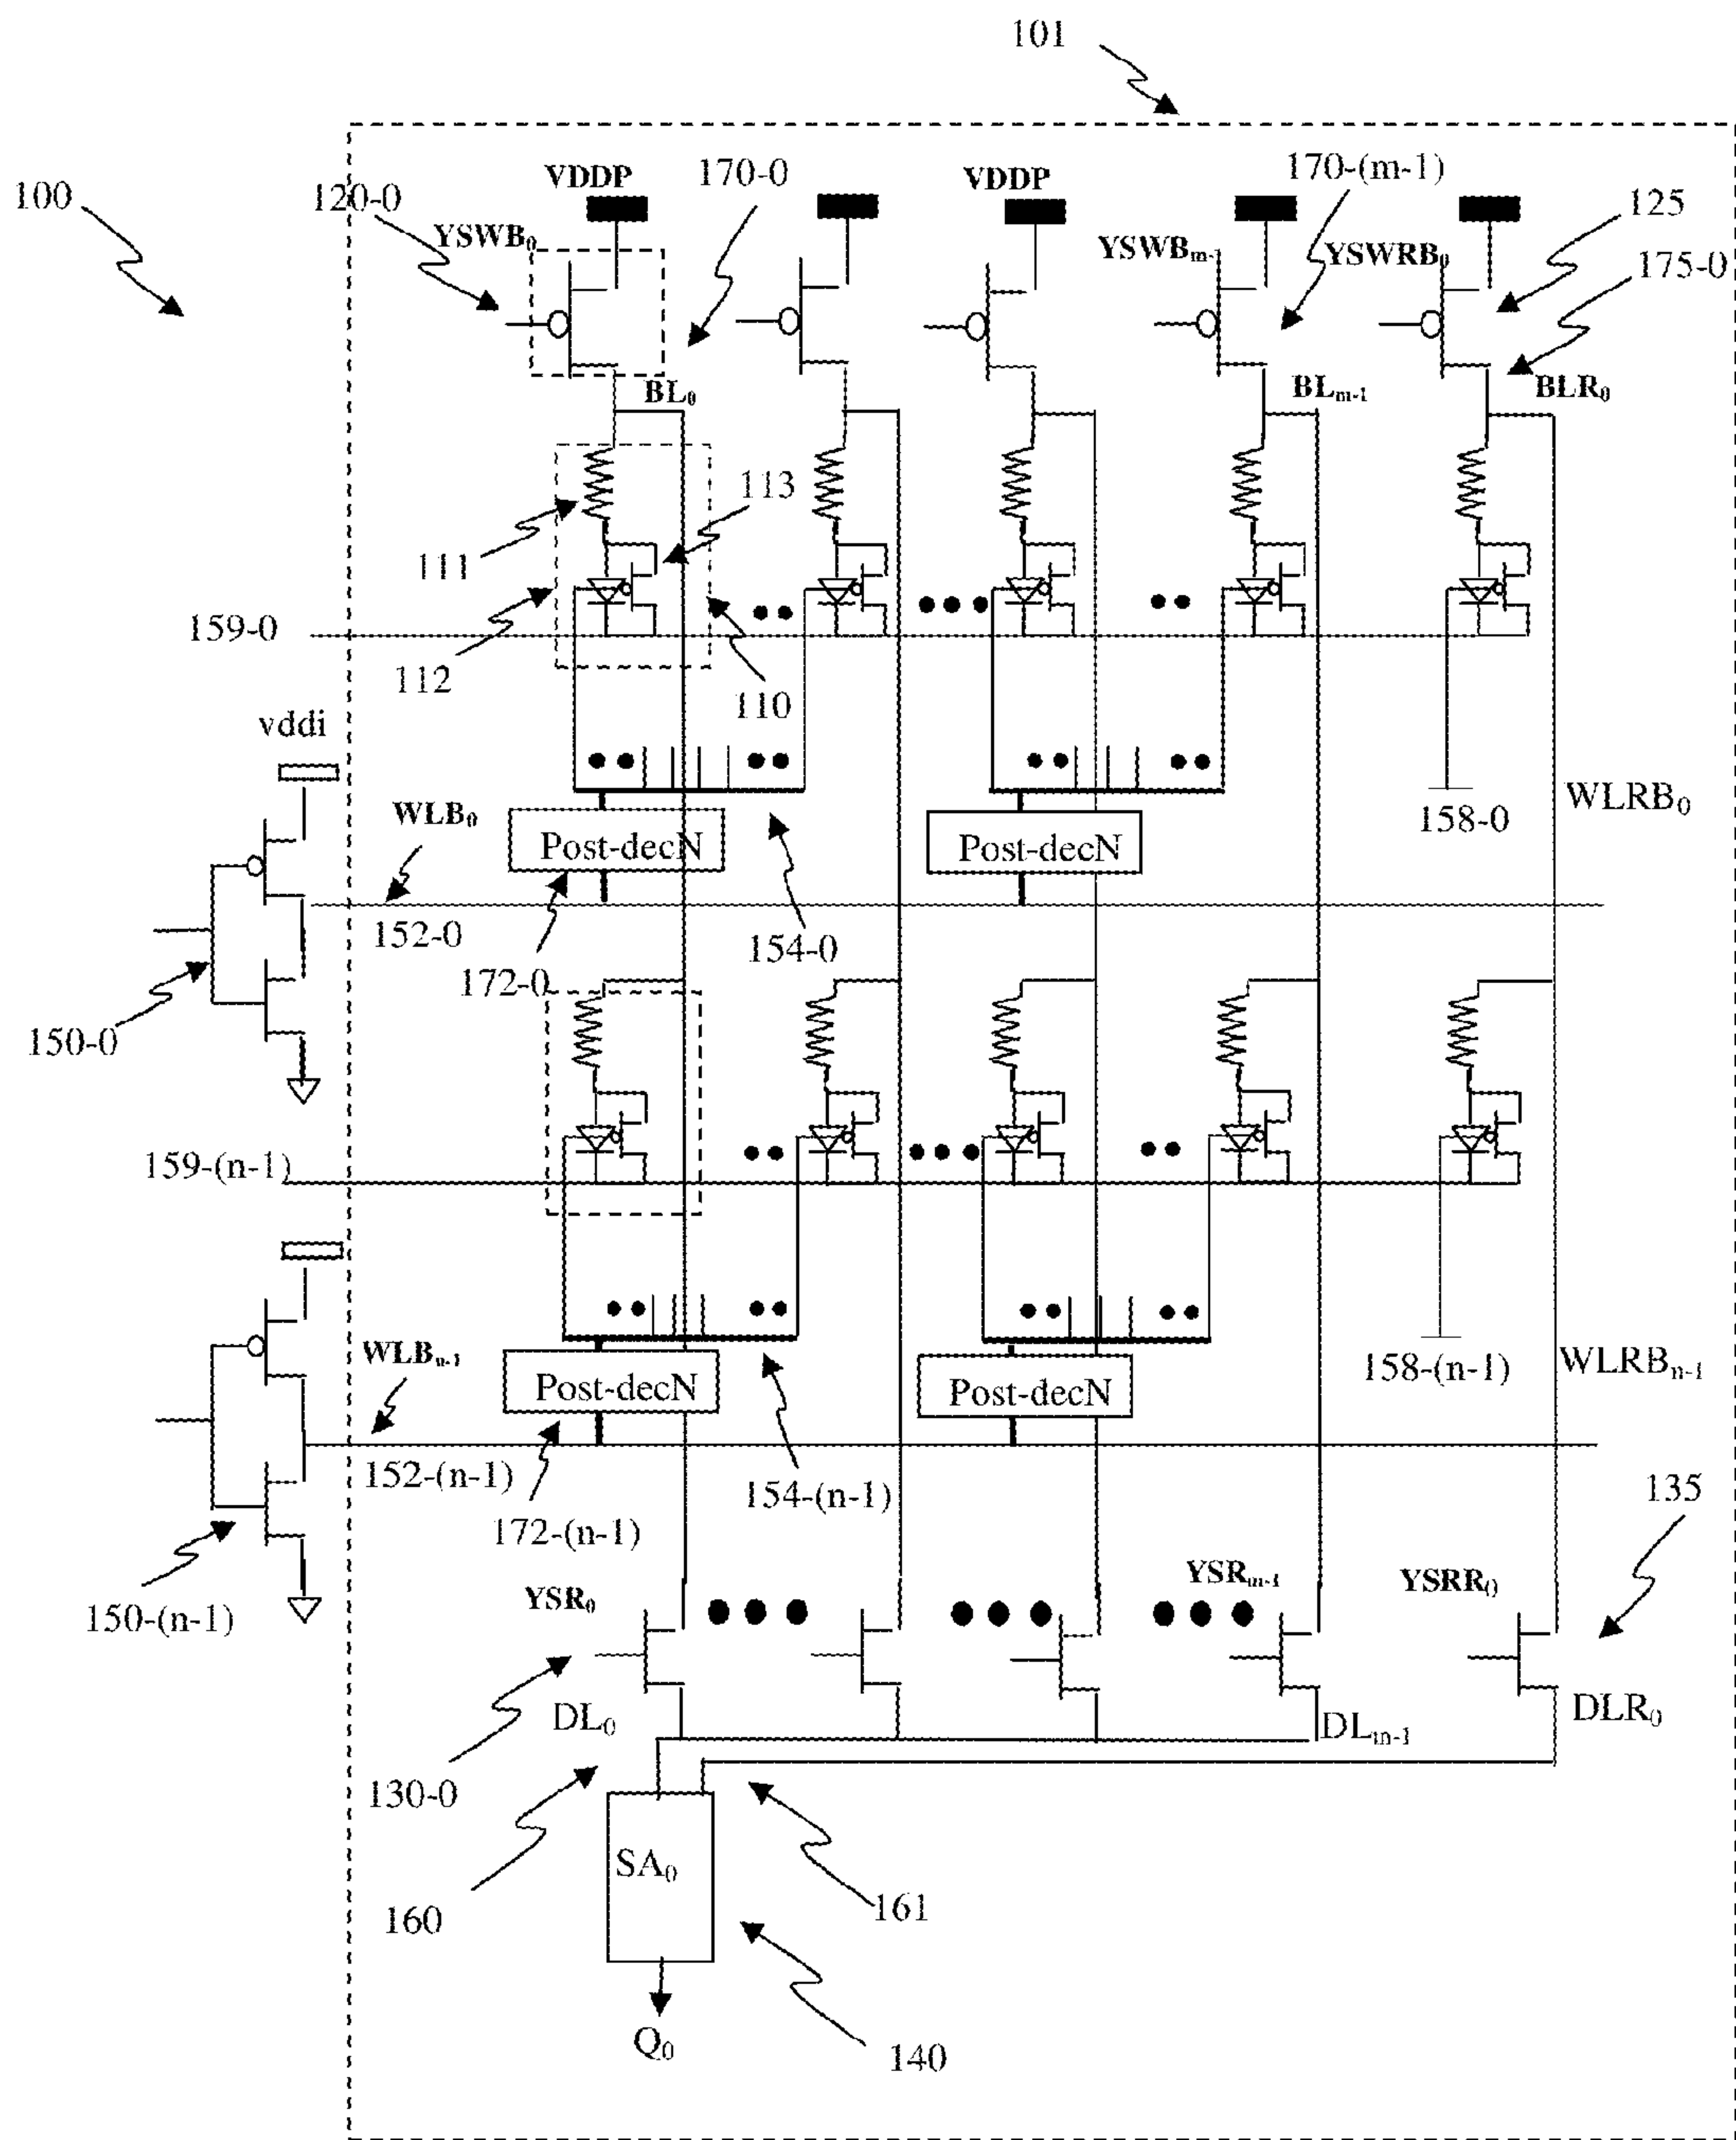 101
100
120-0
VDDP
170-0
VDDP
170-(m-1)
125
YSWB₀
YSWBₘ₋
YSWRB₀
175-0
BL₀
BLₘ₋₁
BLR₀
111
113
159-0
112
110
vddi
WLB₀
Post-decN
Post-decN
158-0
WLRB₀
152-0
172-0
154-0
150-0
159-(n-1)
WLBₙ₋₁
Post-decN
Post-decN
158-(n-1)
WLRBₙ₋₁
152-(n-1)
172-(n-1)
154-(n-1)
135
150-(n-1)
YSR₀
YSRₘ₋₁
YSRR₀
DL₀
DLₘ₋₁
DLR₀
130-0
SA₀
160
161
Q₀
140